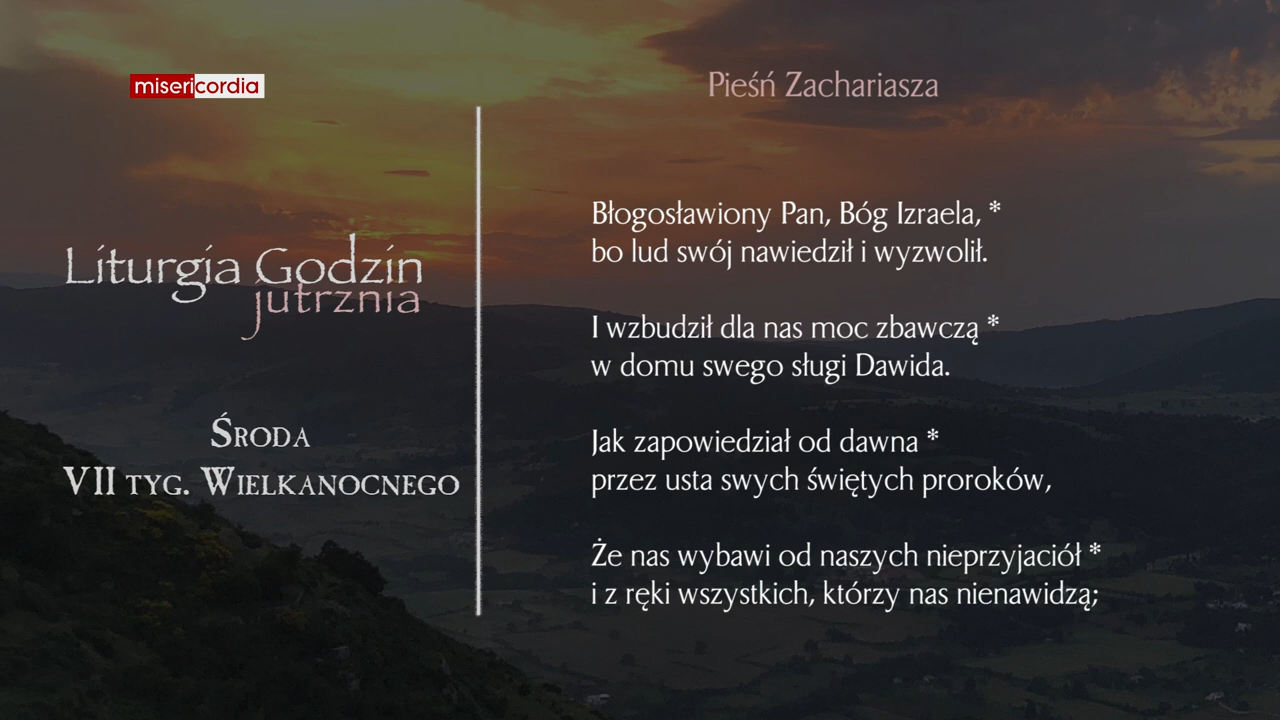 misericordia
Liturgia Godzin
jutrznia
Środa
VII tyg. Wielkanocnego
Pieśń Zachariasza
Błogosławiony Pan, Bóg Izraela, *
bo lud swój nawiedził i wyzwolił.
I wzbudził dla nas moc zbawczą *
w domu swego sługi Dawida.
Jak zapowiedział od dawna *
przez usta swych świętych proroków,
Że nas wybawi od naszych nieprzyjaciół *
i z ręki wszystkich, którzy nas nienawidzą;